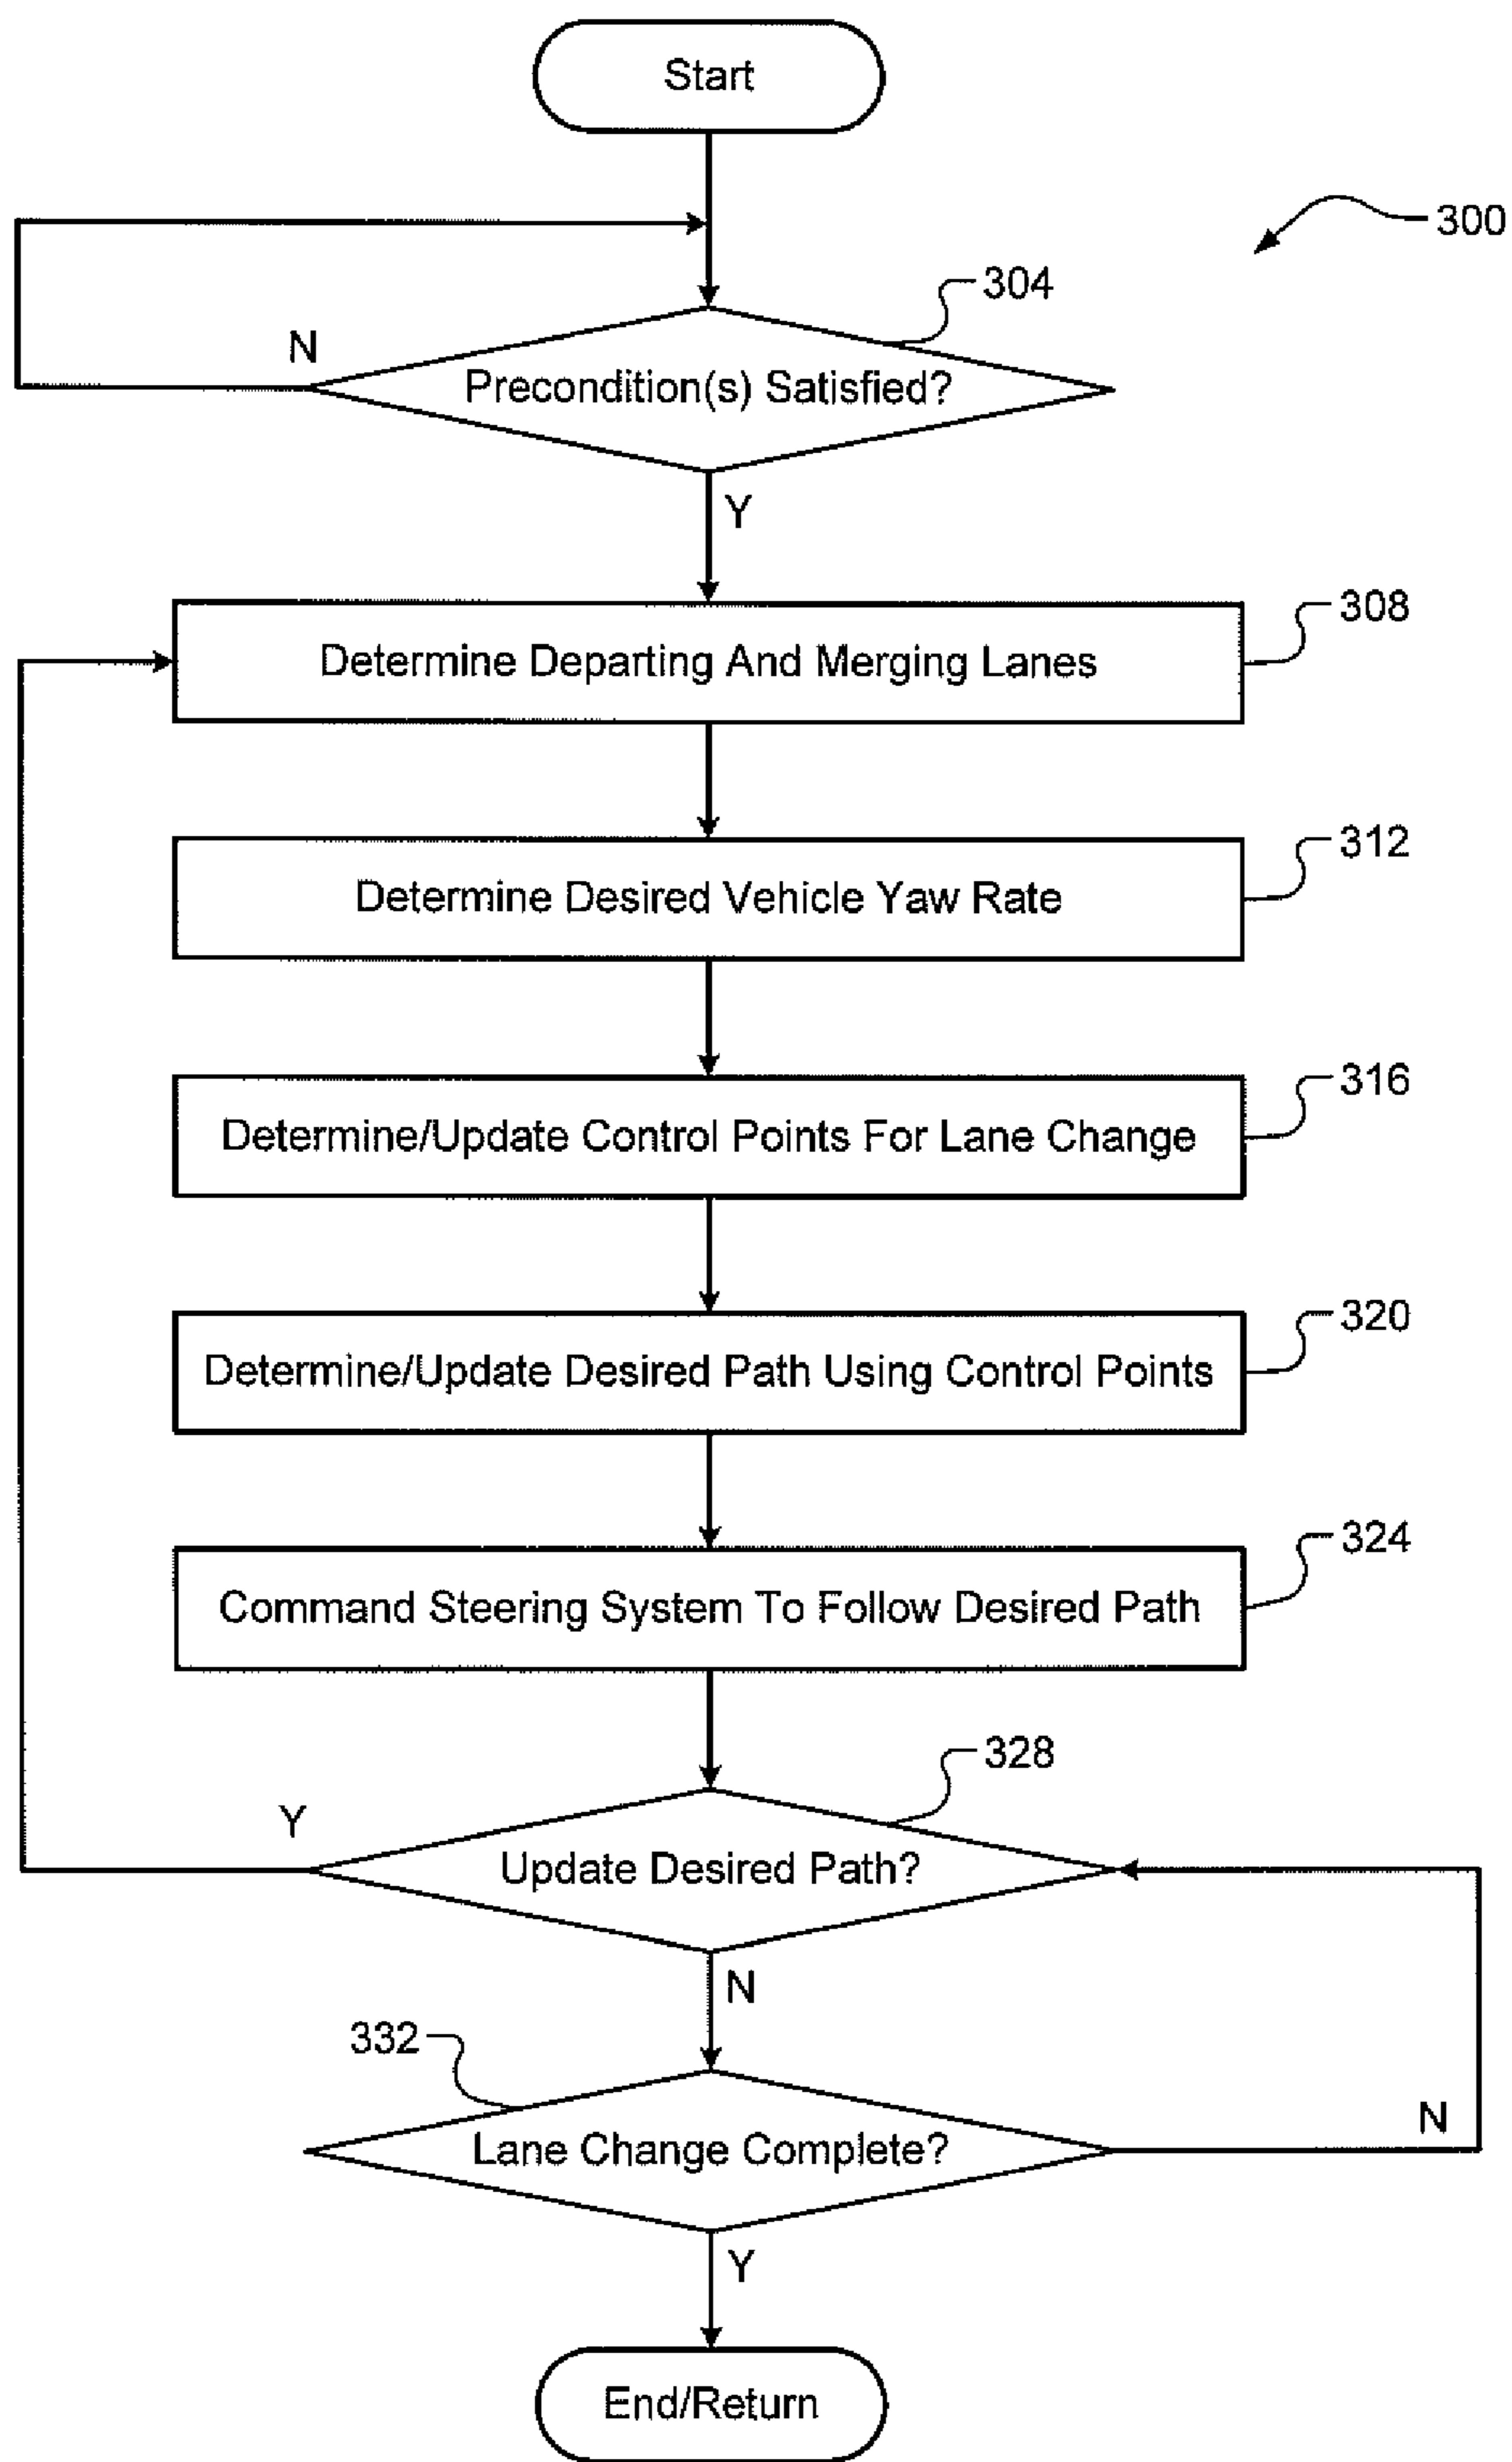 Start
300
304
N
Precondition(s) Satisfied?
Y
308
Determine Departing And Merging Lanes
312
Determine Desired Vehicle Yaw Rate
316
Determine/Update Control Points For Lane Change
320
Determine/Update Desired Path Using Control Points
324
Command Steering System To Follow Desired Path
328
Y
Update Desired Path?
N
332
N
Lane Change Complete?
Y
End/Return